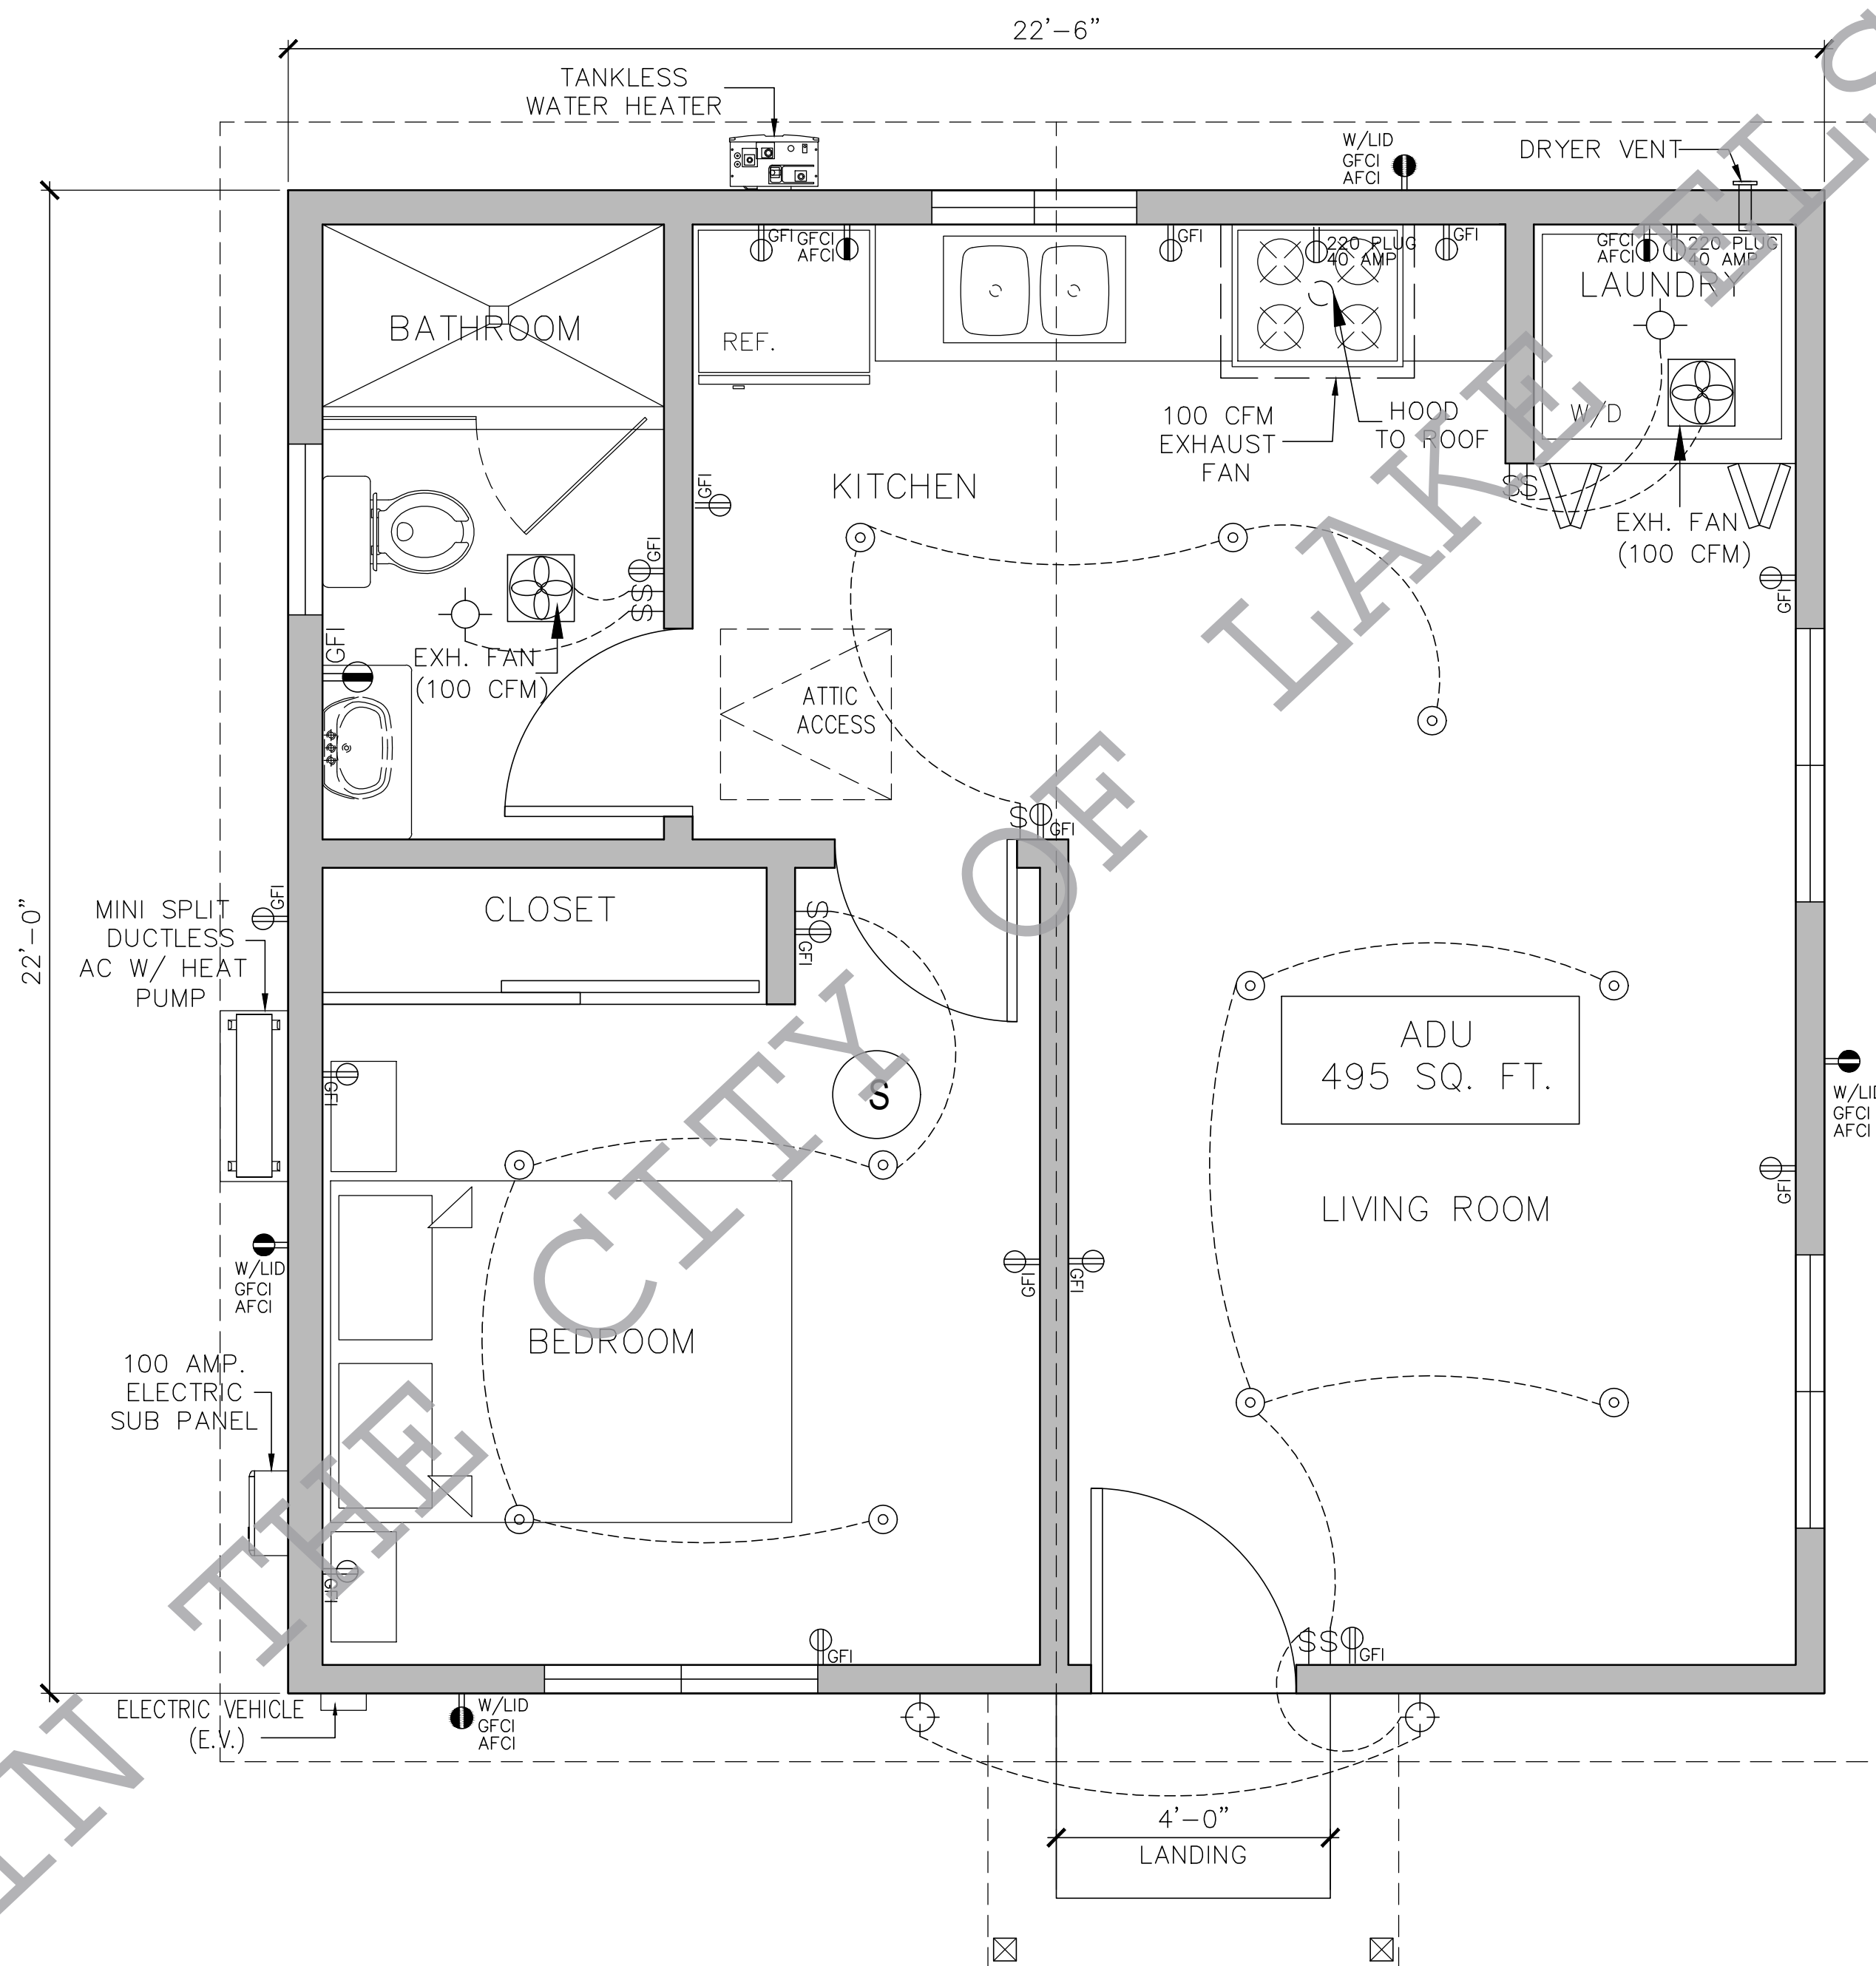 22'-6"
TANKLESS
WATER HEATER
W/LID
GFCI
AFCI
DRYER VENT
GFI
GFCI
AFCI
GFI
220 PLUG
40 AMP
GFI
GFCI
AFCI
220 PLUG
40 AMP
LAUNDRY
BATHROOM
REF.
100 CFM
EXHAUST
FAN
HOOD
TO ROOF
W/D
KITCHEN
GFI
SS
EXH. FAN
(100 CFM)
GFI
SS
GFI
GFI
EXH. FAN
(100 CFM)
ATTIC
ACCESS
S
GFI
22'-0"
GFI
MINI SPLIT
DUCTLESS
AC W/ HEAT
PUMP
CLOSET
S
GFI
ADU
495 SQ. FT.
GFI
S
W/LID
GFCI
AFCI
GFI
LIVING ROOM
W/LID
GFCI
AFCI
GFI
GFI
BEDROOM
100 AMP.
ELECTRIC
SUB PANEL
GFI
GFI
SS
GFI
ELECTRIC VEHICLE
(E.V.)
W/LID
GFCI
AFCI
4'-0"
LANDING
IN THE CITY OF LAKE ELS